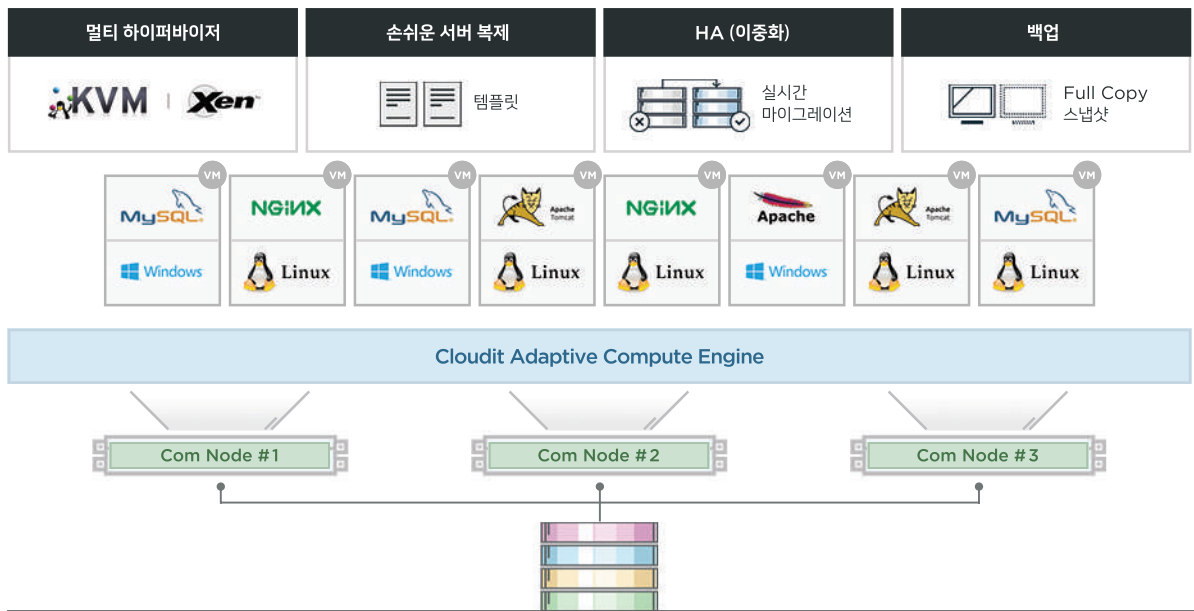 멀티 하이퍼바이저
손쉬운 서버 복제
HA (이중화)
백업
KVM
Xen™
템플릿
실시간
마이그레이션
Full Copy
스냅샷
VM
VM
VM
VM
VM
VM
VM
VM
MySQL®
NGiNX
MySQL®
Apache
Tomcat
NGiNX
Apache
Apache
Tomcat
MySQL®
Windows
Linux
Windows
Linux
Linux
Windows
Linux
Linux
Cloudit Adaptive Compute Engine
Com Node #1
Com Node #2
Com Node #3